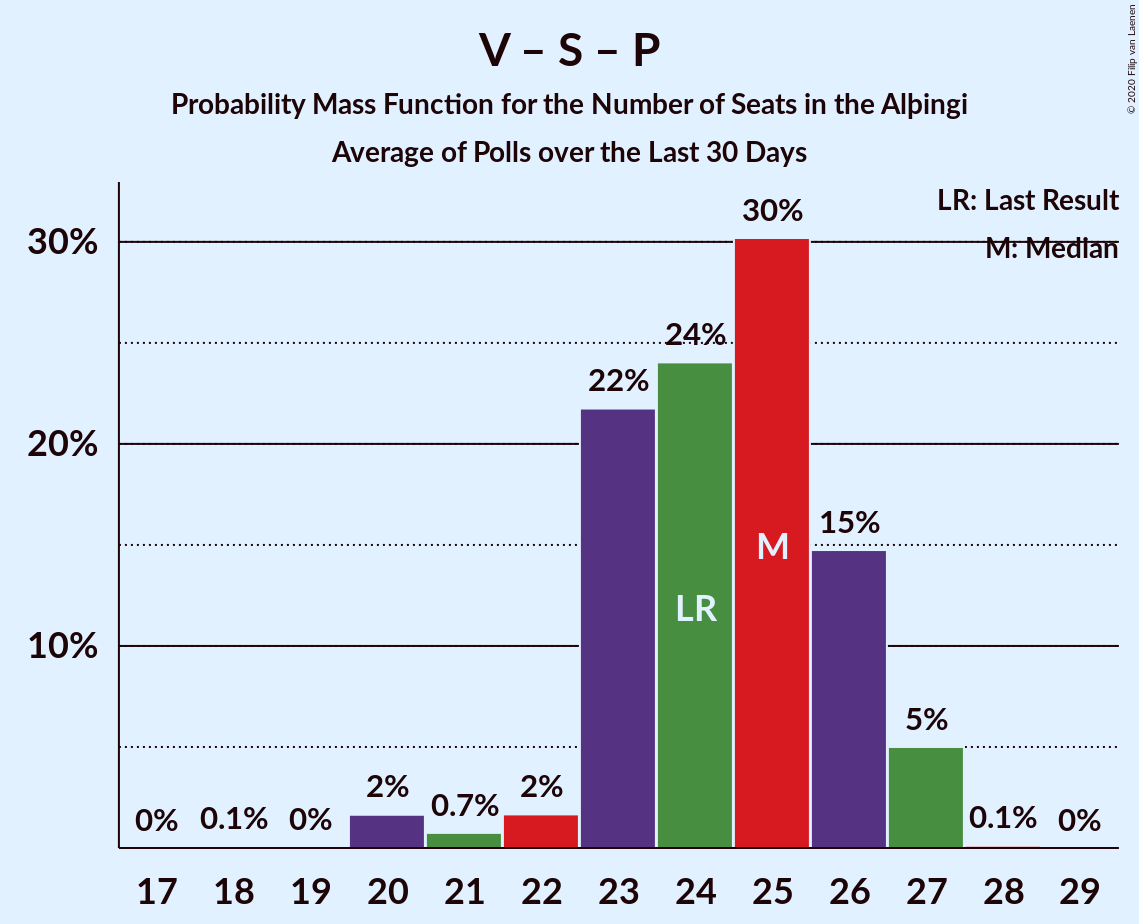 V – S – P
Probability Mass Function for the Number of Seats in the Alþingi
Average of Polls over the Last 30 Days
© 2020 Filip van Laenen
LR: Last Result
M: Median
30%
20%
10%
0%
0.1%
0%
2%
0.7%
2%
22%
24%
30%
15%
5%
0.1%
0%
LR
M
17 18 19 20 21 22 23 24 25 26 27 28 29